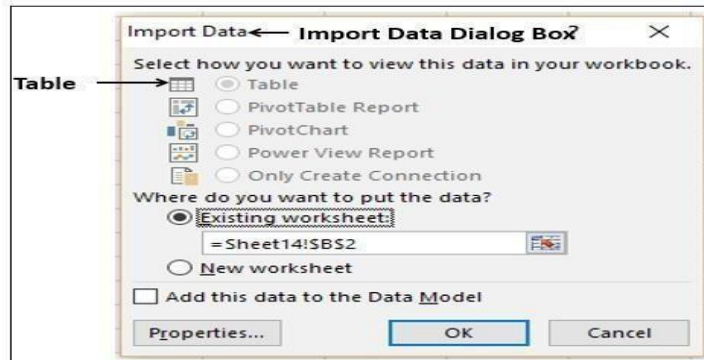 Import Data Import Data Dialog Box ?
Select how you want to view this data in your workbook.
Table Table
PivotTable Report
PivotChart
Power View Report
Only Create Connection
Where do you want to put the data?
Existing worksheet:
=Sheet14!$B$2
New worksheet
Add this data to the Data Model
Properties... OK Cancel